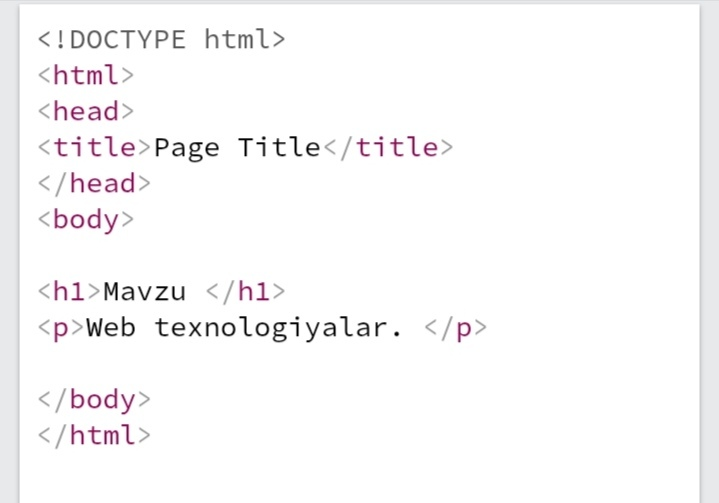 <!DOCTYPE html>
<html>
<head>
<title>Page Title</title>
</head>
<body>
<h1>Mavzu </h1>
<p>Web texnologiyalar. </p>
</body>
</html>